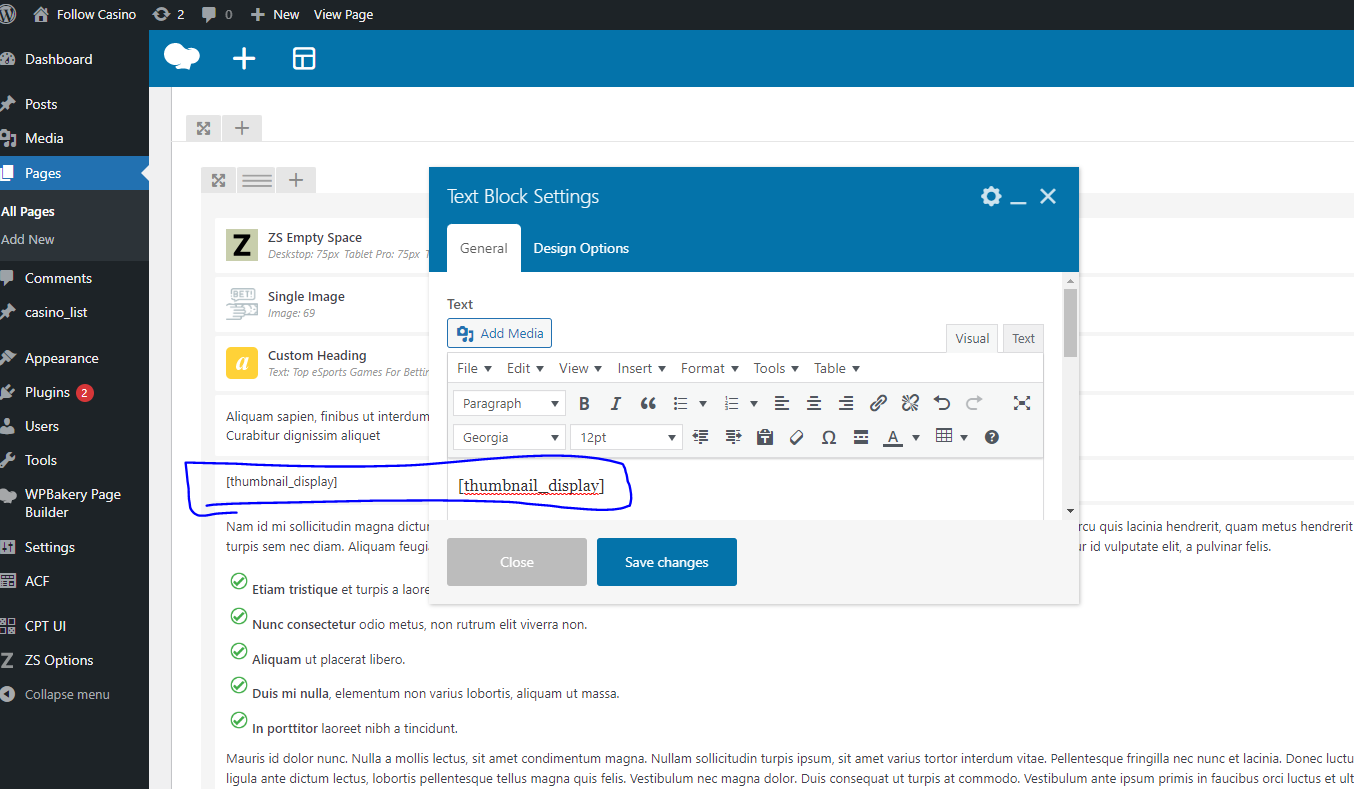 Follow Casino 2 0 New View Page
Dashboard
Posts
Media
Pages
All Pages
Add New
Comments
casino_list
Appearance
Plugins 2
Users
Tools
WPBakery Page
Builder
Settings
ACF
CPT UI
ZS Options
Collapse menu
Z ZS Empty Space
Deskstop: 75px Tablet Pro: 75px
BET! Single Image
Image: 69
a Custom Heading
Text: Top eSports Games For Bettin
Aliquam sapien, finibus ut interdum
Curabitur dignissim aliquet
[thumbnail_display]
Text Block Settings
General Design Options
Text
Add Media
Visual Text
File Edit View Insert Format Tools Table
Paragraph B I
Georgia 12pt T Ω A ?
[thumbnail_display]
Close Save changes
Nam id mi sollicitudin magna dictu
rcu quis lacinia hendrerit, quam metus hendrerit
turpis sem nec diam. Aliquam feugi
ur id vulputate elit, a pulvinar felis.
Etiam tristique et turpis a laore
Nunc consectetur odio metus, non rutrum elit viverra non.
Aliquam ut placerat libero.
Duis mi nulla, elementum non varius lobortis, aliquam ut massa.
In porttitor laoreet nibh a tincidunt.
Mauris id dolor nunc. Nulla a mollis lectus, sit amet condimentum magna. Nullam sollicitudin turpis ipsum, sit amet varius tortor interdum vitae. Pellentesque fringilla nec nunc et lacinia. Donec luctu
ligula ante dictum lectus, lobortis pellentesque tellus magna quis felis. Vestibulum nec magna dolor. Duis consequat ut turpis at commodo. Vestibulum ante ipsum primis in faucibus orci luctus et ult